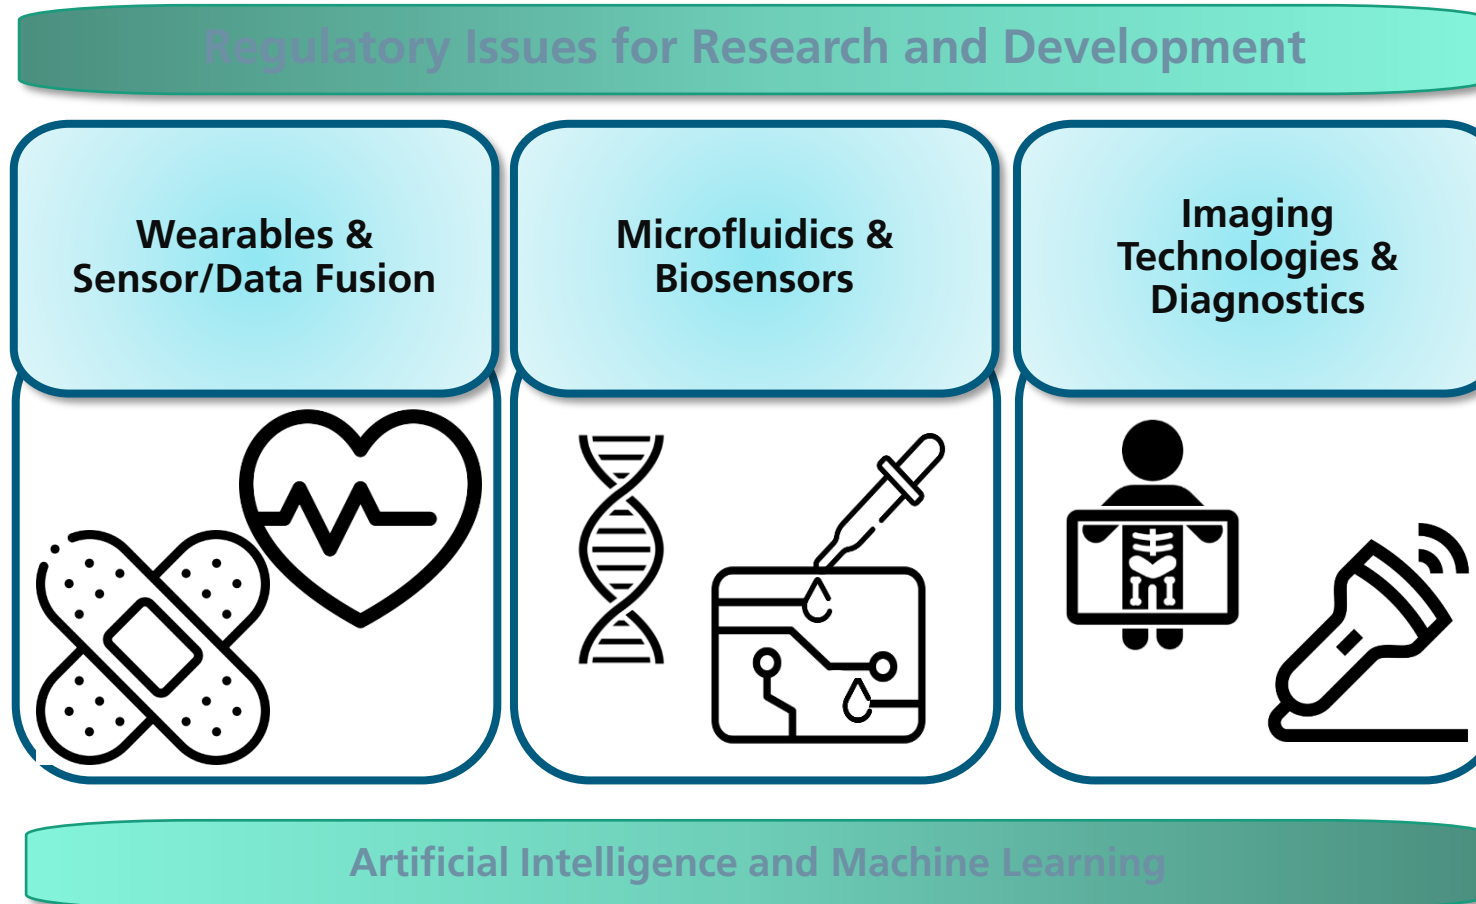 Regulatory Issues for Research and Development
Wearables &
Sensor/Data Fusion
Microfluidics &
Biosensors
Imaging
Technologies &
Diagnostics
Artificial Intelligence and Machine Learning